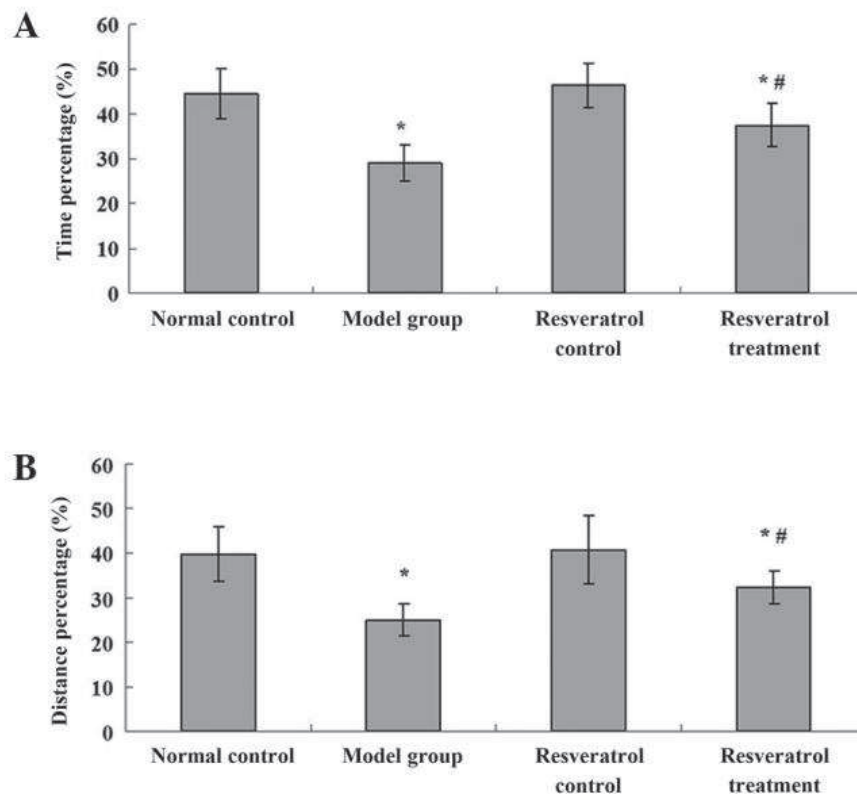 A
Time percentage (%)
60
50
40
30
20
10
0
*
* #
Normal control
Model group
Resveratrol
control
Resveratrol
treatment
B
Distance percentage (%)
60
50
40
30
20
10
0
*
* #
Normal control
Model group
Resveratrol
control
Resveratrol
treatment